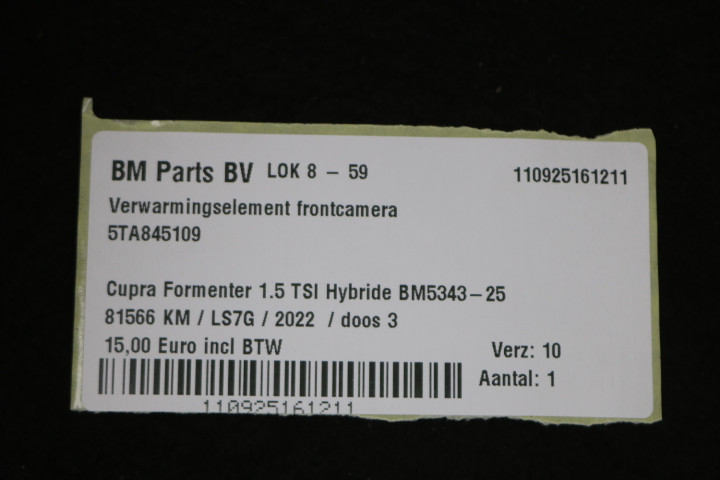 BM Parts BV LOK 8 - 59 110925161211
Verwarmingselement frontcamera
5TA845109
Cupra Formenter 1.5 TSI Hybride BM5343-25
81566 KM / LS7G / 2022 / doos 3
15,00 Euro incl BTW Verz: 10
Aantal: 1
110925161211